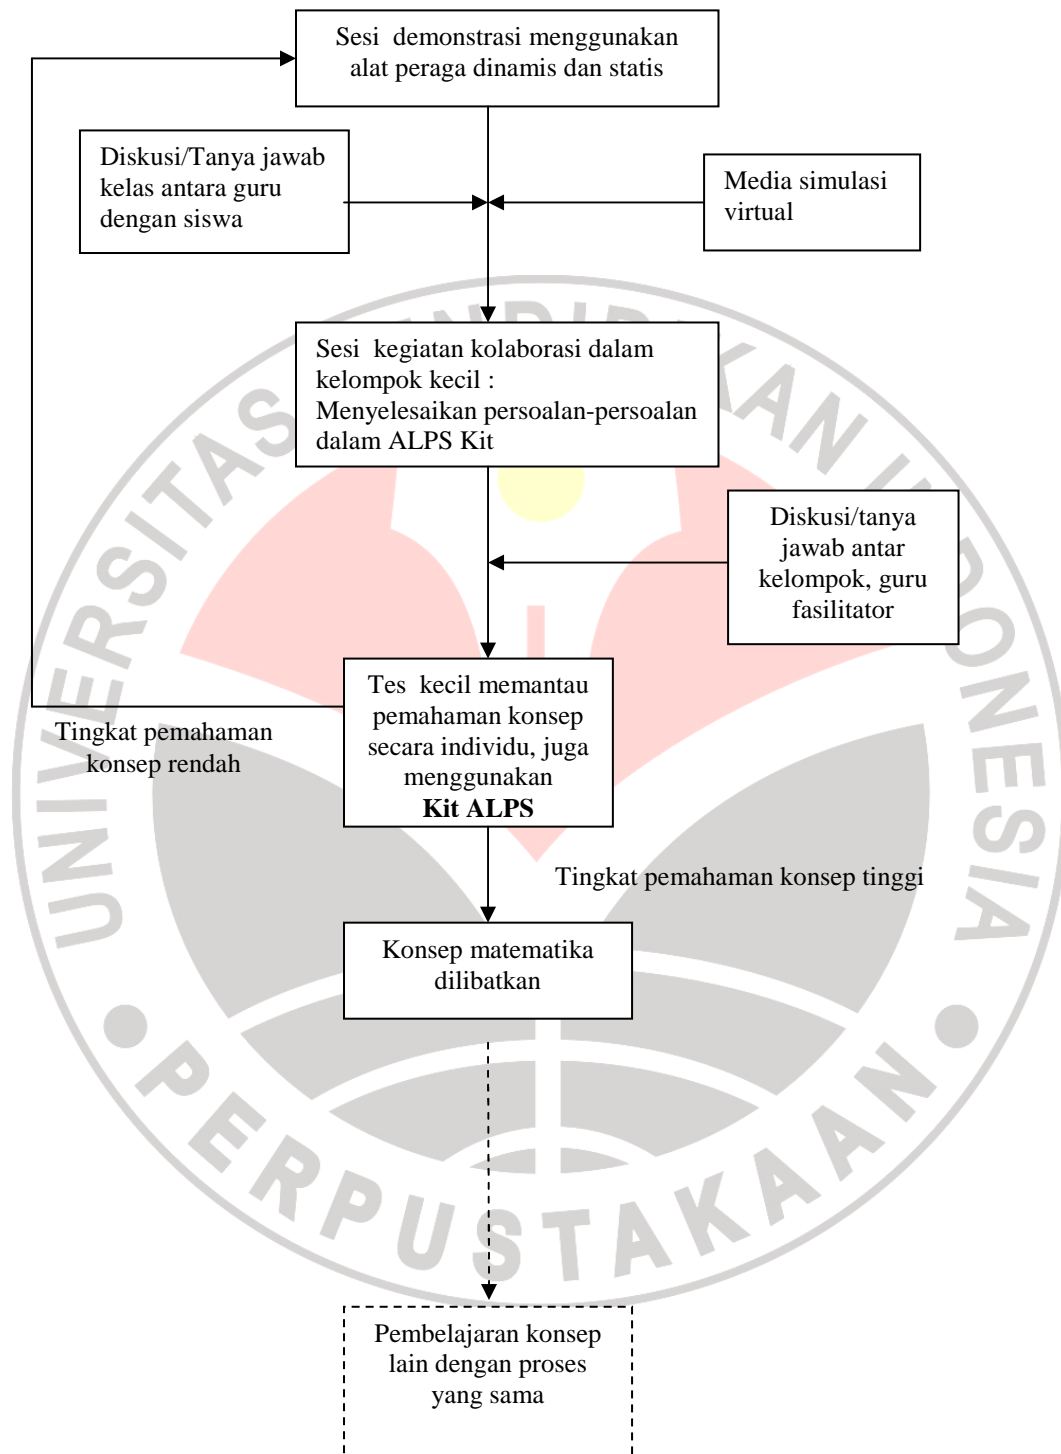 Sesi demonstrasi menggunakan
alat peraga dinamis dan statis
Diskusi/Tanya jawab
kelas antara guru
dengan siswa
Media simulasi
virtual
Sesi kegiatan kolaborasi dalam
kelompok kecil :
Menyelesaikan persoalan-persoalan
dalam ALPS Kit
Diskusi/tanya
jawab antar
kelompok, guru
fasilitator
Tes kecil memantau
pemahaman konsep
secara individu, juga
menggunakan
Kit ALPS
Tingkat pemahaman
konsep rendah
Tingkat pemahaman konsep tinggi
Konsep matematika
dilibatkan
Pembelajaran konsep
lain dengan proses
yang sama
UNIVERSITAS PENDIDIKAN INDONESIA
PERPUSTAKAAN